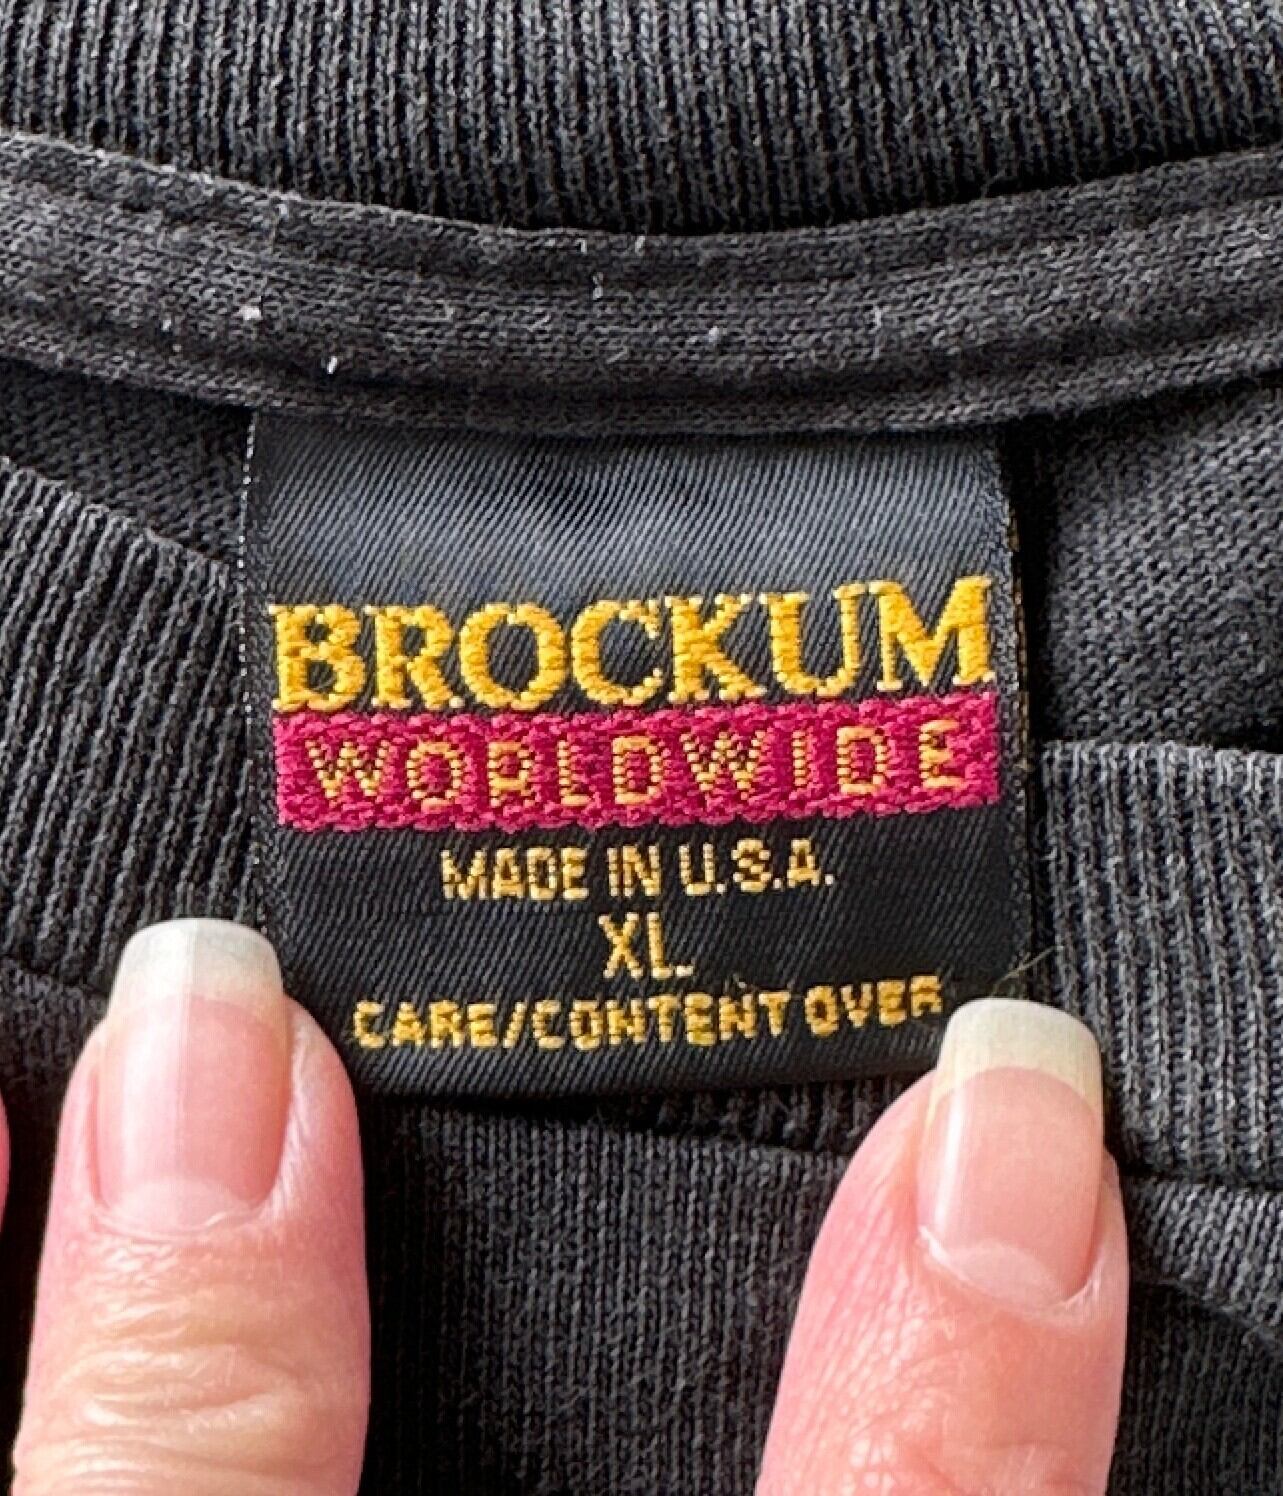 BROCKUM
WORLDWIDE
MADE IN U.S.A.
XL
CARE/CONTENT OVER